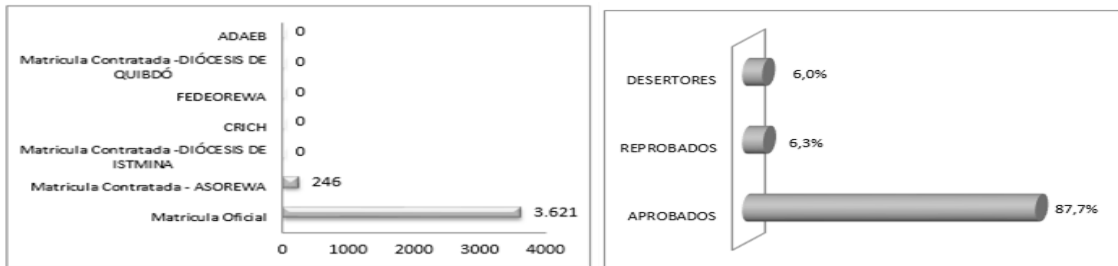 ADAEB
0
Matricula Contratada -DIÓCESIS DE
QUIBDÓ
0
FEDEOREWA
0
CRICH
0
Matricula Contratada -DIÓCESIS DE
ISTMINA
0
Matricula Contratada - ASOREWA
246
Matricula Oficial
3.621
0 1000 2000 3000 4000
DESERTORES
6,0%
REPROBADOS
6,3%
APROBADOS
87,7%